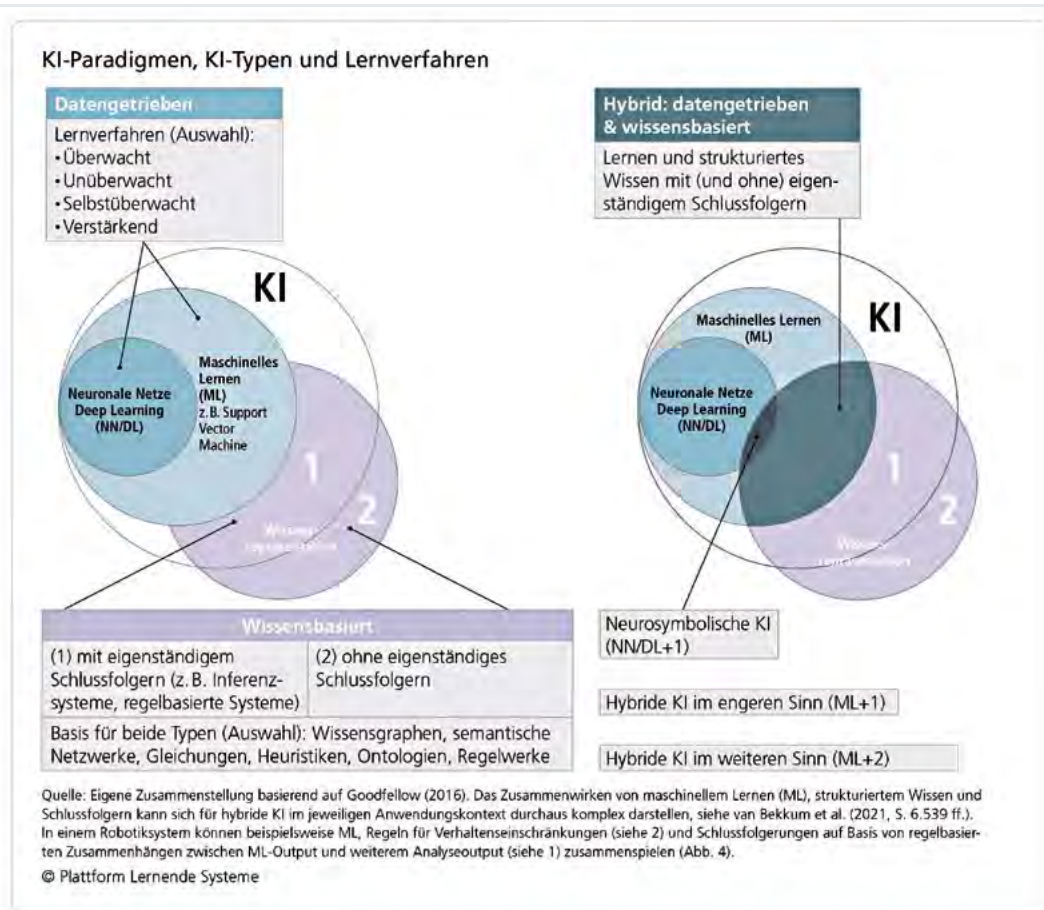 KI-Paradigmen, KI-Typen und Lernverfahren
Datengetrieben
Lernverfahren (Auswahl):
• Überwacht
• Unüberwacht
• Selbstüberwacht
• Verstärkend
KI
Maschinelles
Lernen
(ML)
z. B. Support
Vector
Machine
Neuronale Netze
Deep Learning
(NN/DL)
1
2
Wissens-
repräsentation
Wissensbasiert
(1) mit eigenständigem
Schlussfolgern (z. B. Inferenz-
systeme, regelbasierte Systeme)
(2) ohne eigenständiges
Schlussfolgern
Basis für beide Typen (Auswahl): Wissensgraphen, semantische
Netzwerke, Gleichungen, Heuristiken, Ontologien, Regelwerke
Hybrid: datengetrieben
& wissensbasiert
Lernen und strukturiertes
Wissen mit (und ohne) eigen-
ständigem Schlussfolgern
KI
Maschinelles Lernen
(ML)
Neuronale Netze
Deep Learning
(NN/DL)
1
2
Wissens-
repräsentation
Neurosymbolische KI
(NN/DL+1)
Hybride KI im engeren Sinn (ML+1)
Hybride KI im weiteren Sinn (ML+2)
Quelle: Eigene Zusammenstellung basierend auf Goodfellow (2016). Das Zusammenwirken von maschinellem Lernen (ML), strukturiertem Wissen und
Schlussfolgern kann sich für hybride KI im jeweiligen Anwendungskontext durchaus komplex darstellen, siehe van Bekkum et al. (2021, S. 6.539 ff.).
In einem Robotiksystem können beispielsweise ML, Regeln für Verhaltenseinschränkungen (siehe 2) und Schlussfolgerungen auf Basis von regelbasier-
ten Zusammenhängen zwischen ML-Output und weiterem Analyseoutput (siehe 1) zusammenspielen (Abb. 4).
© Plattform Lernende Systeme